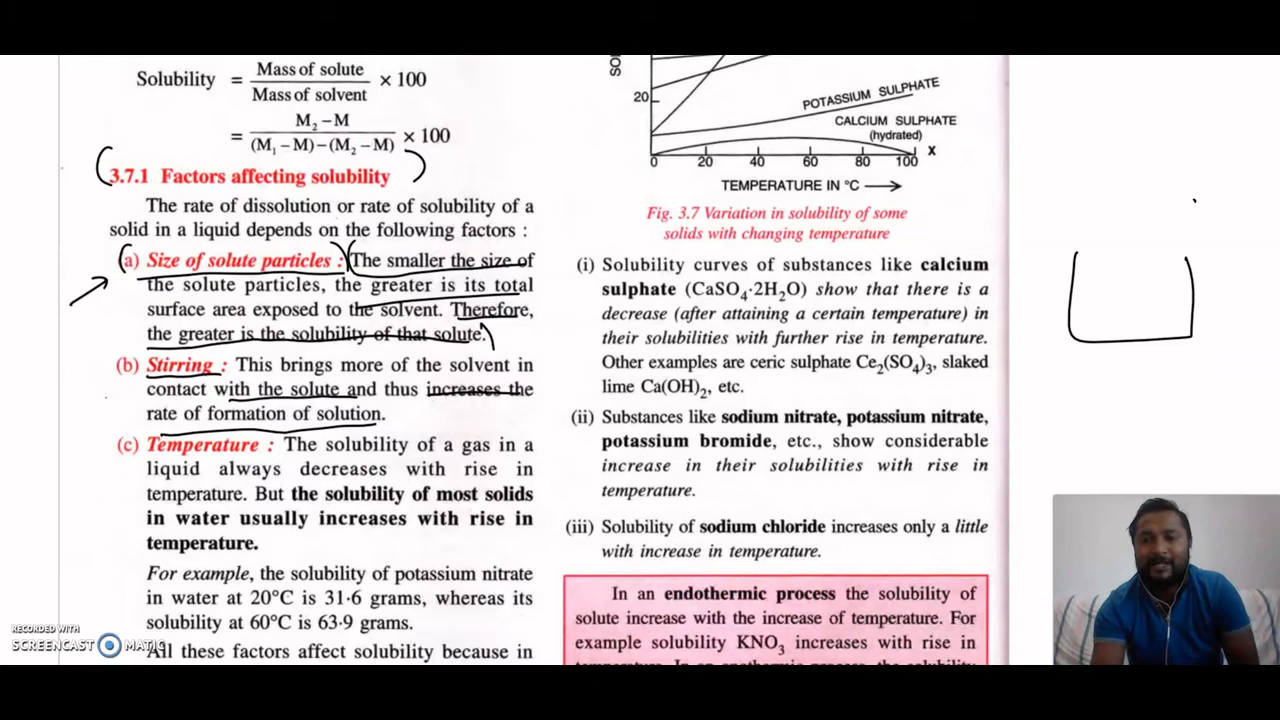 Solubility = Mass of solute / Mass of solvent × 100
= M₂ – M / (M₁ – M) – (M₂ – M) × 100
3.7.1 Factors affecting solubility
The rate of dissolution or rate of solubility of a
solid in a liquid depends on the following factors :
(a) Size of solute particles : The smaller the size of
the solute particles, the greater is its total
surface area exposed to the solvent. Therefore,
the greater is the solubility of that solute.
(b) Stirring : This brings more of the solvent in
contact with the solute and thus increases the
rate of formation of solution.
(c) Temperature : The solubility of a gas in a
liquid always decreases with rise in
temperature. But the solubility of most solids
in water usually increases with rise in
temperature.
For example, the solubility of potassium nitrate
in water at 20°C is 31·6 grams, whereas its
solubility at 60°C is 63·9 grams.
All these factors affect solubility because in
SO
20
POTASSIUM SULPHATE
CALCIUM SULPHATE
(hydrated)
X
0 20 40 60 80 100
TEMPERATURE IN °C
Fig. 3.7 Variation in solubility of some
solids with changing temperature
(i) Solubility curves of substances like calcium
sulphate (CaSO₄·2H₂O) show that there is a
decrease (after attaining a certain temperature) in
their solubilities with further rise in temperature.
Other examples are ceric sulphate Ce₂(SO₄)₃, slaked
lime Ca(OH)₂, etc.
(ii) Substances like sodium nitrate, potassium nitrate,
potassium bromide, etc., show considerable
increase in their solubilities with rise in
temperature.
(iii) Solubility of sodium chloride increases only a little
with increase in temperature.
In an endothermic process the solubility of
solute increase with the increase of temperature. For
example solubility KNO₃ increases with rise in
RECORDED WITH
SCREENCAST MATIC